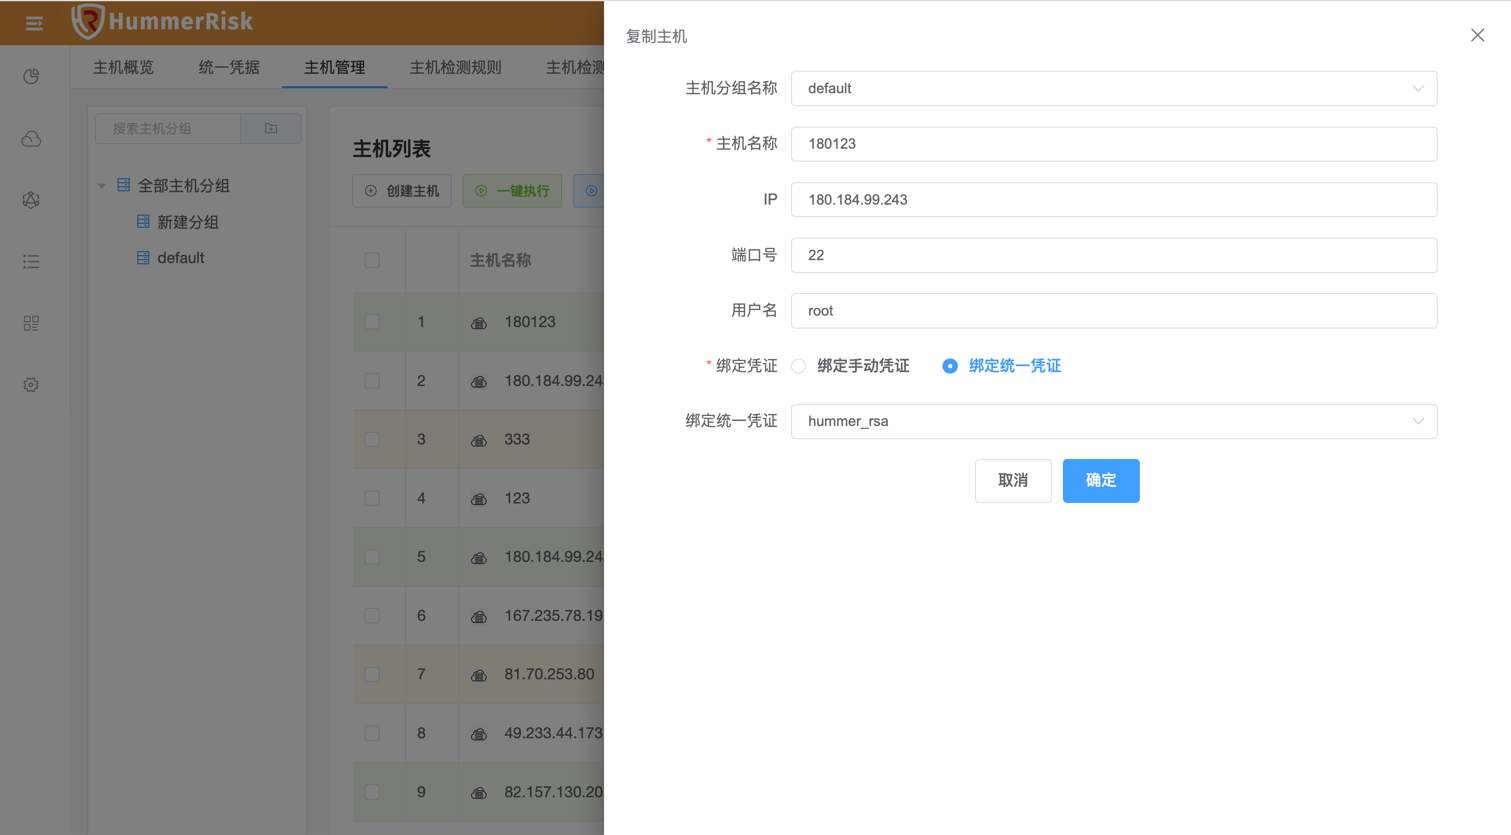 HummerRisk
主机概览
统一凭据
主机管理
主机检测规则
主机检测
搜索主机分组
全部主机分组
新建分组
default
主机列表
创建主机
一键执行
主机名称
1
180123
2
180.184.99.24
3
333
4
123
5
180.184.99.24
6
167.235.78.19
7
81.70.253.80
8
49.233.44.173
9
82.157.130.20
复制主机
主机分组名称
default
* 主机名称
180123
IP
180.184.99.243
端口号
22
用户名
root
* 绑定凭证
绑定手动凭证
绑定统一凭证
绑定统一凭证
hummer_rsa
取消
确定